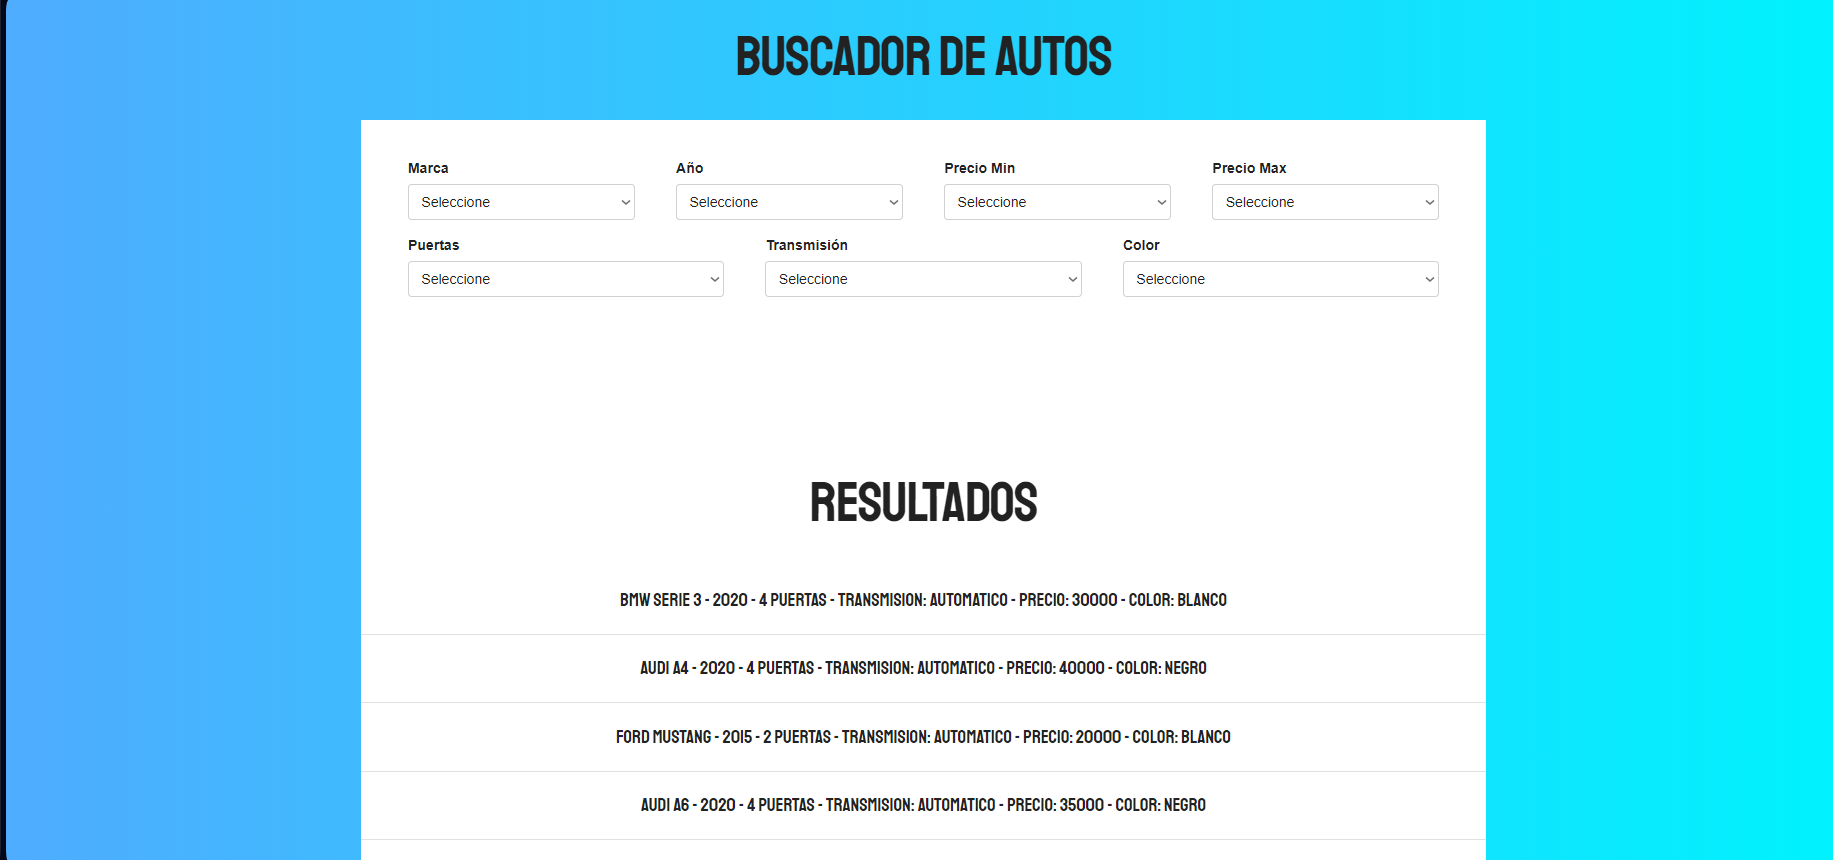 BUSCADOR DE AUTOS
Marca Año Precio Min Precio Max
Seleccione Seleccione Seleccione Seleccione
Puertas Transmisión Color
Seleccione Seleccione Seleccione
RESULTADOS
BMW SERIE 3 - 2020 - 4 PUERTAS - TRANSMISION: AUTOMATICO - PRECIO: 30000 - COLOR: BLANCO
AUDI A4 - 2020 - 4 PUERTAS - TRANSMISION: AUTOMATICO - PRECIO: 40000 - COLOR: NEGRO
FORD MUSTANG - 2015 - 2 PUERTAS - TRANSMISION: AUTOMATICO - PRECIO: 20000 - COLOR: BLANCO
AUDI A6 - 2020 - 4 PUERTAS - TRANSMISION: AUTOMATICO - PRECIO: 35000 - COLOR: NEGRO